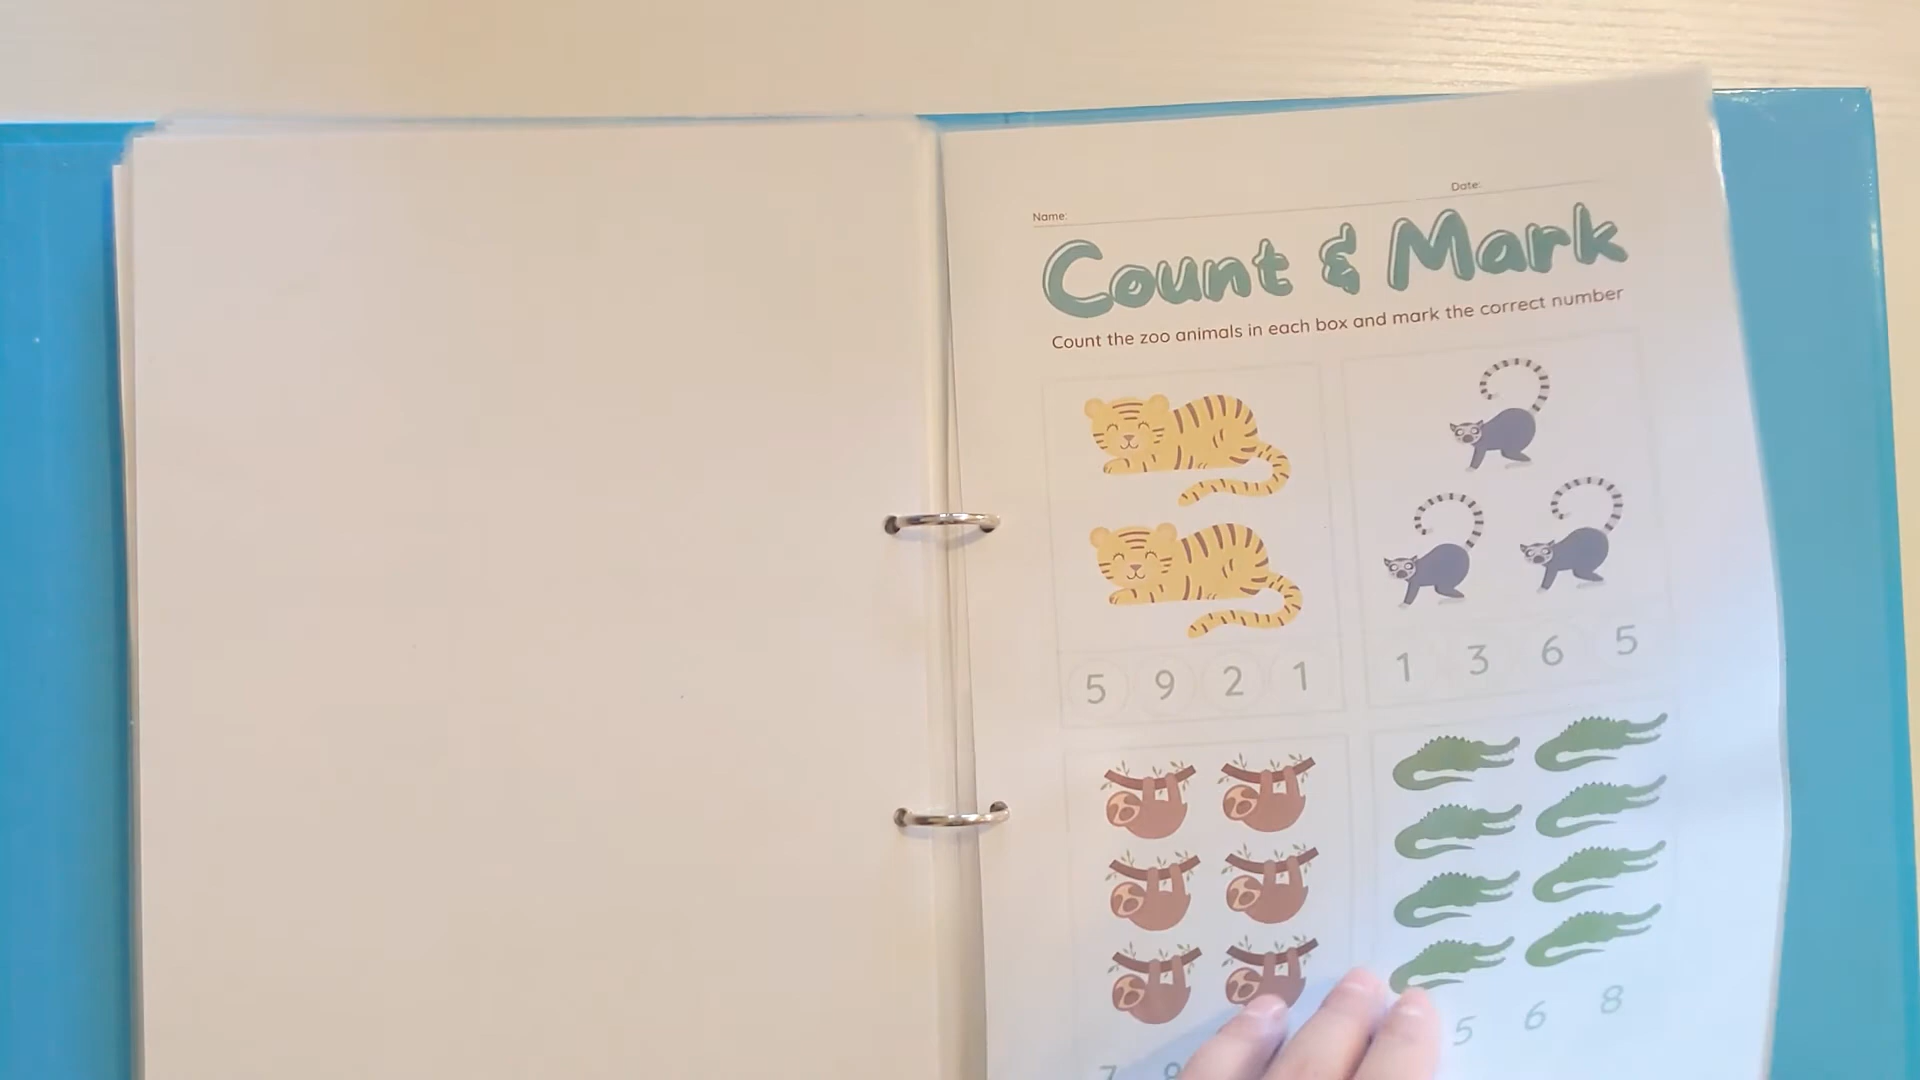 Name:
Date:
Count & Mark
Count the zoo animals in each box and mark the correct number
5 9 2 1
1 3 6 5
7
5 6 8